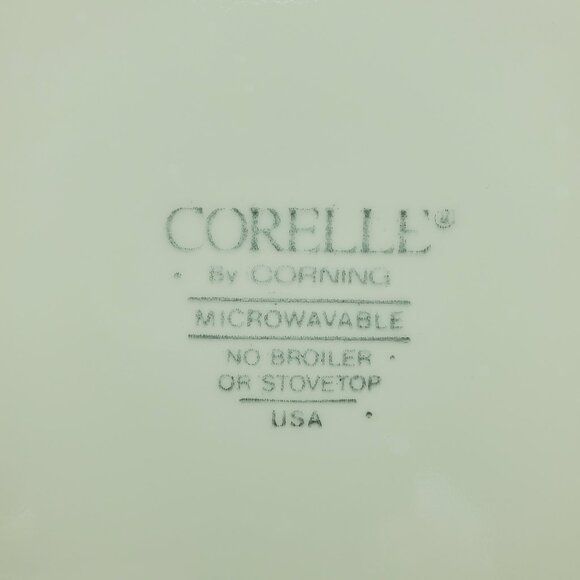 CORELLE®
By CORNING
MICROWAVABLE
NO BROILER
OR STOVETOP
USA